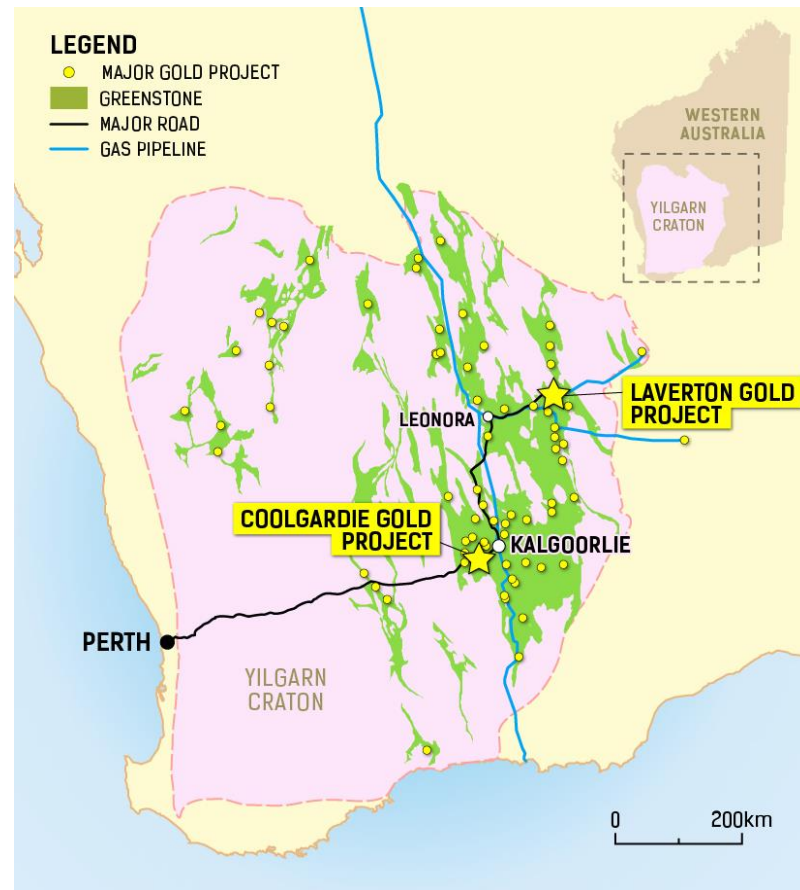 LEGEND
MAJOR GOLD PROJECT
GREENSTONE
MAJOR ROAD
GAS PIPELINE
WESTERN
AUSTRALIA
YILGARN
CRATON
LAVERTON GOLD
PROJECT
LEONORA
COOLGARDIE GOLD
PROJECT
KALGOORLIE
PERTH
YILGARN
CRATON
0 200km